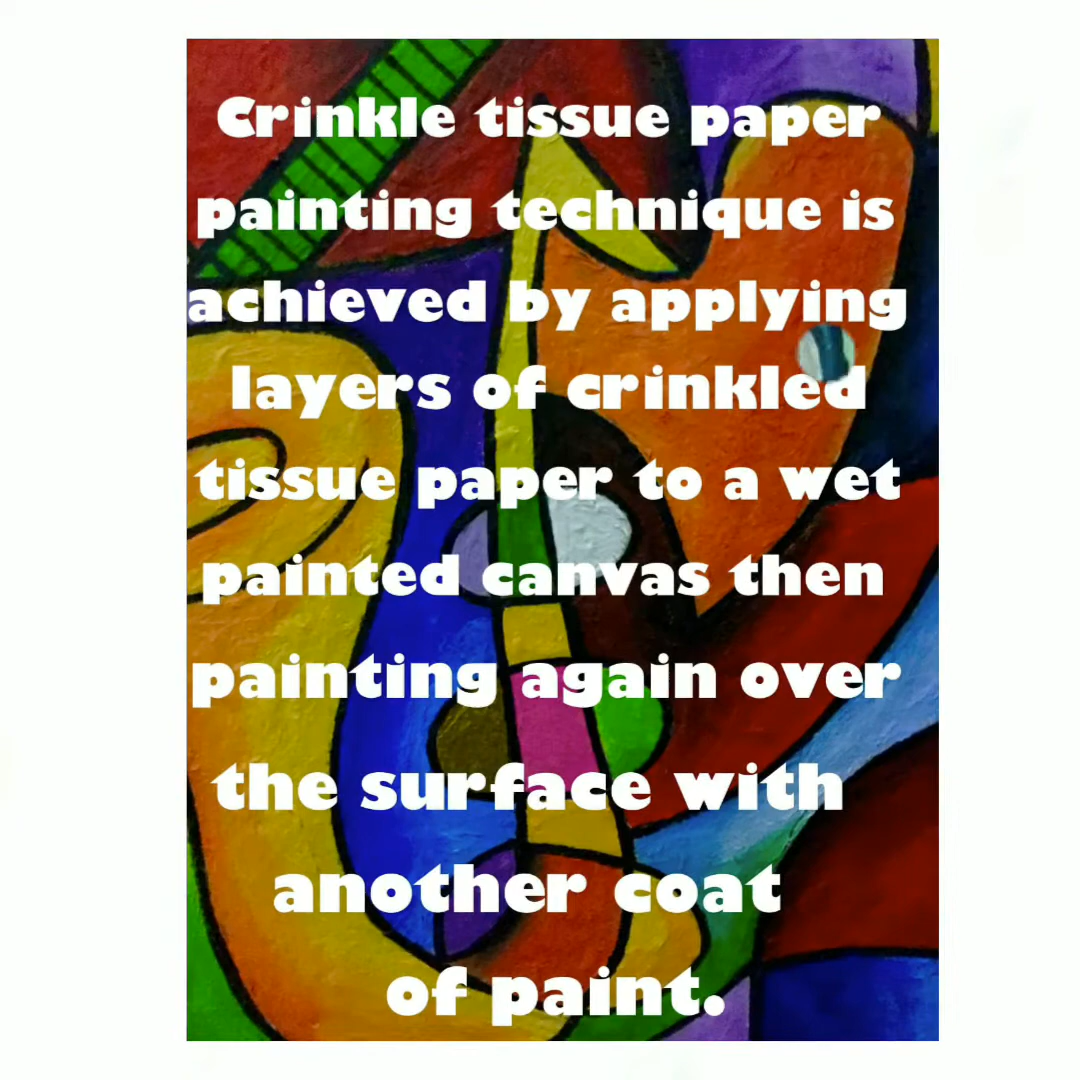 Crinkle tissue paper
painting technique is
achieved by applying
layers of crinkled
tissue paper to a wet
painted canvas then
painting again over
the surface with
another coat
of paint.